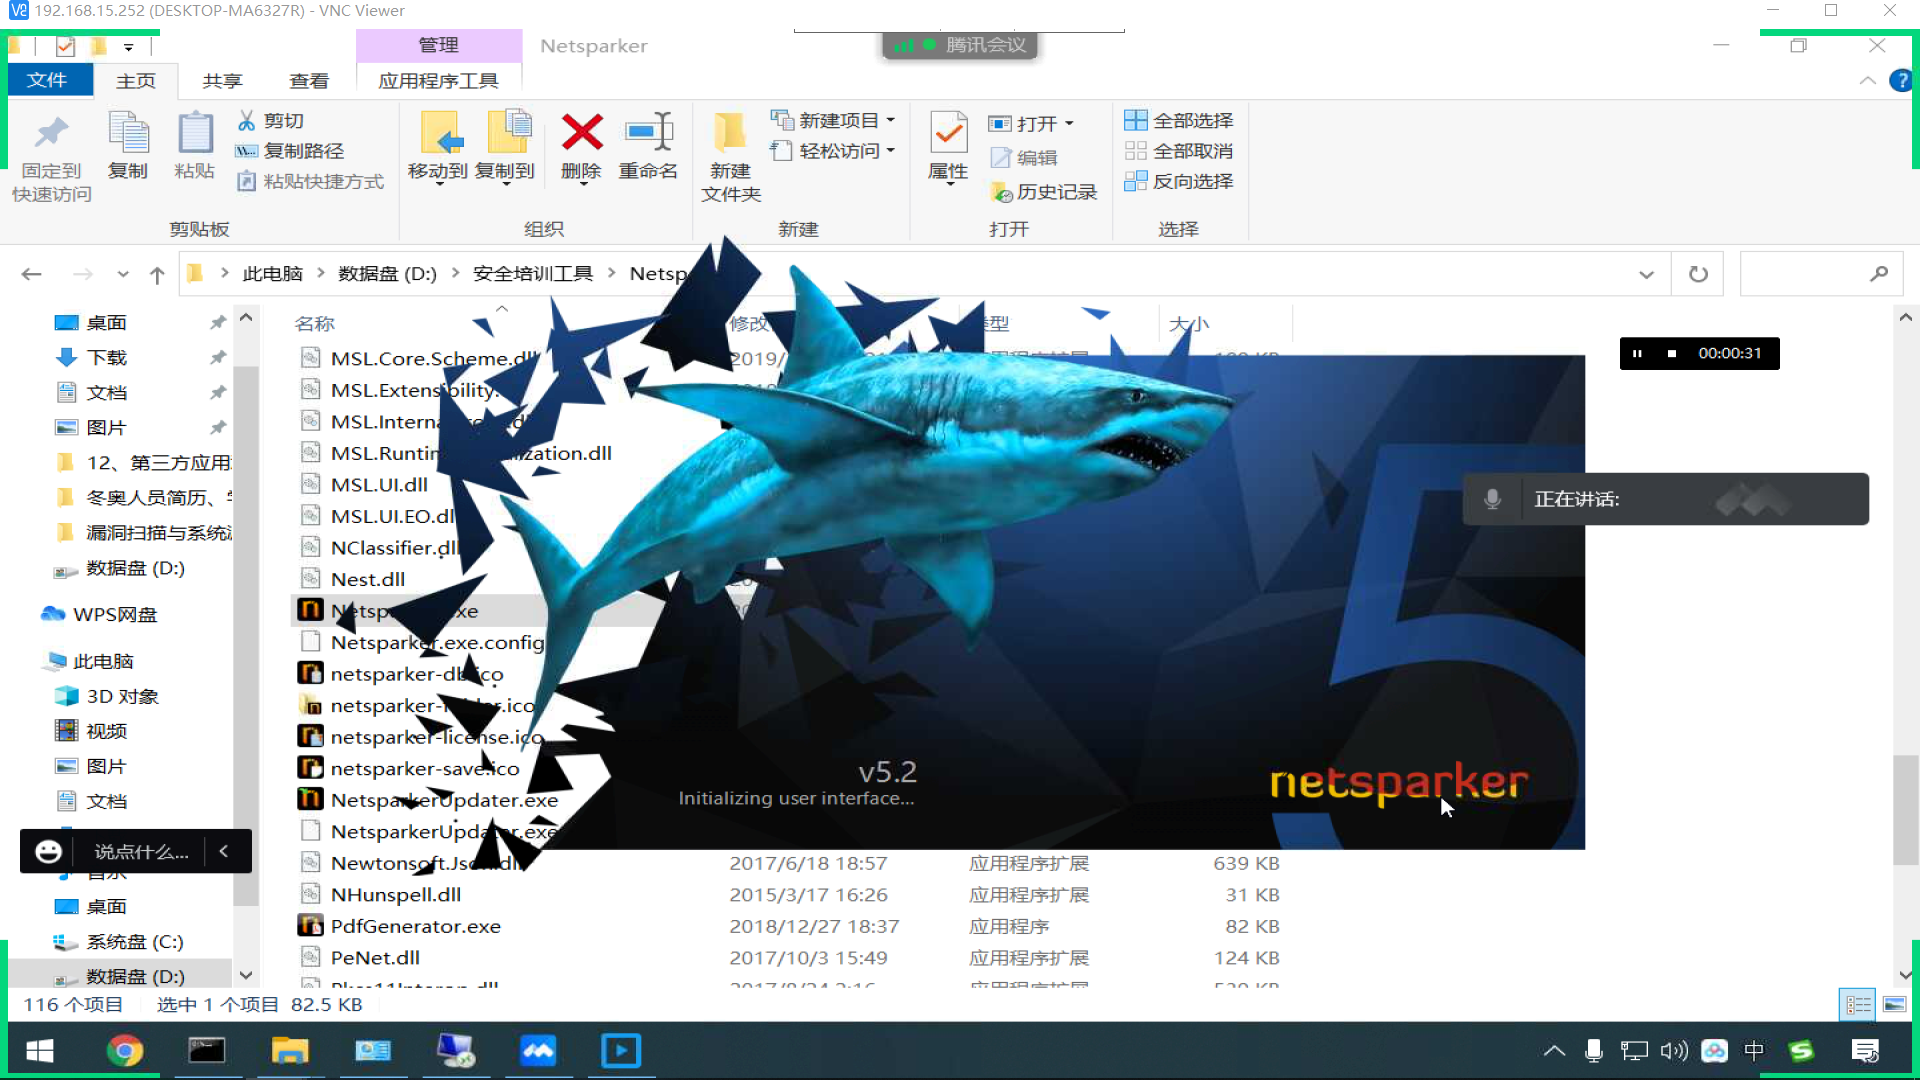 192.168.15.252 (DESKTOP-MA6327R) - VNC Viewer
管理
Netsparker
腾讯会议
文件
主页
共享
查看
应用程序工具
固定到
快速访问
复制
粘贴
剪切
复制路径
粘贴快捷方式
剪贴板
移动到
复制到
删除
重命名
组织
新建
文件夹
新建项目
轻松访问
新建
属性
打开
编辑
历史记录
打开
全部选择
全部取消
反向选择
选择
此电脑
数据盘 (D:)
安全培训工具
Netsp
桌面
下载
文档
图片
12、第三方应用
冬奥人员简历、
漏洞扫描与系统
数据盘 (D:)
WPS网盘
此电脑
3D 对象
视频
图片
文档
音乐
桌面
系统盘 (C:)
数据盘 (D:)
说点什么...
名称
修改
类型
大小
MSL.Core.Scheme.dll
2019/
MSL.Extensibility.
MSL.Interna
MSL.Runtim
ization.dll
MSL.UI.dll
MSL.UI.EO.dl
NClassifier.dll
Nest.dll
Netsp
xe
Netsparker.exe.config
netsparker-db.ico
netsparker-f
er.ico
netsparker-license.ico
netsparker-save.ico
NetsparkerUpdater.exe
NetsparkerUpdater.exe
Newtonsoft.Json.dll 2017/6/18 18:57 应用程序扩展 639 KB
NHunspell.dll 2015/3/17 16:26 应用程序扩展 31 KB
PdfGenerator.exe 2018/12/27 18:37 应用程序 82 KB
PeNet.dll 2017/10/3 15:49 应用程序扩展 124 KB
v5.2
Initializing user interface...
5
netsparker
00:00:31
正在讲话:
116 个项目 选中 1 个项目 82.5 KB
中